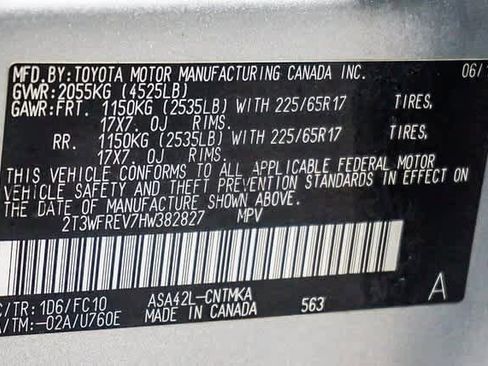 MFD.BY:TOYOTA MOTOR MANUFACTURING CANADA INC. 06/1
GVWR:2055KG (4525LB)
GAWR:FRT. 1150KG (2535LB) WITH 225/65R17 TIRES,
17X7. 0J RIMS.
RR. 1150KG (2535LB) WITH 225/65R17 TIRES,
17X7. 0J RIMS.
THIS VEHICLE CONFORMS TO ALL APPLICABLE FEDERAL MOTOR
VEHICLE SAFETY AND THEFT PREVENTION STANDARDS IN EFFECT ON
THE DATE OF MANUFACTURE SHOWN ABOVE.
2T3WFREV7HW382827 MPV
C/TR: 1D6/FC10 ASA42L-CNTMKA 563 A
A/TM:-02A/U760E MADE IN CANADA